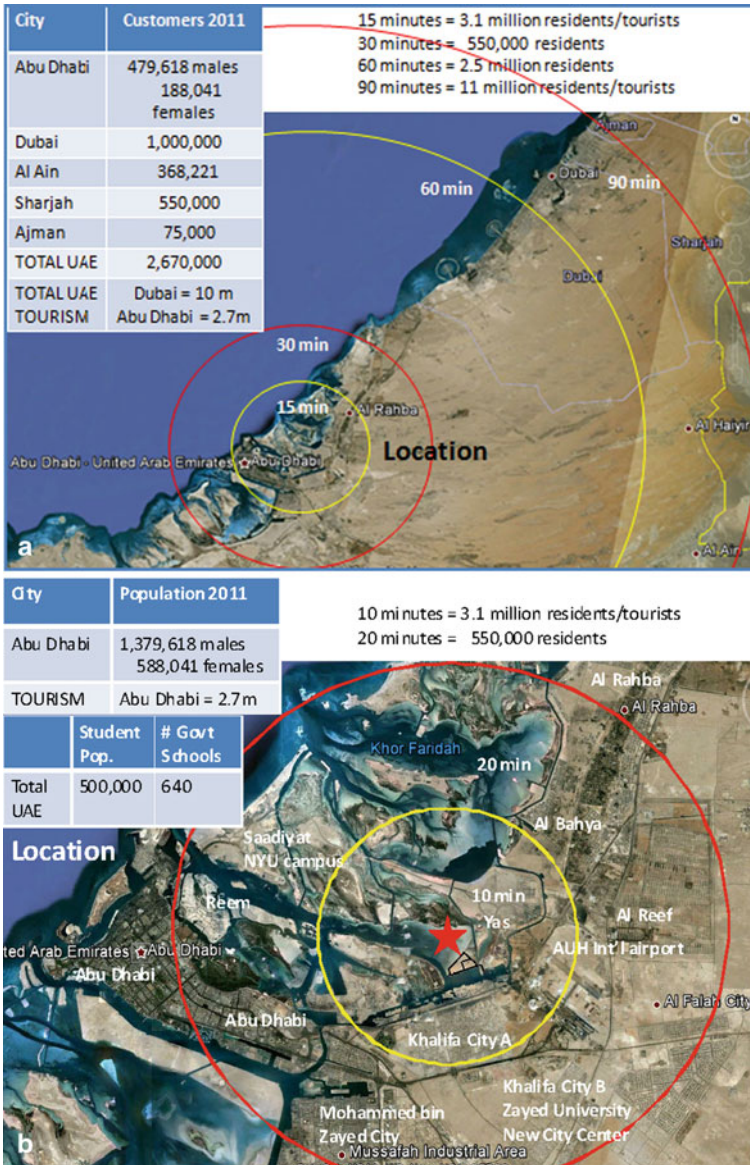 City Customers 2011
Abu Dhabi 479,618 males
188,041
females
Dubai 1,000,000
Al Ain 368,221
Sharjah 550,000
Ajman 75,000
TOTAL UAE 2,670,000
TOTAL UAE Dubai = 10 m
TOURISM Abu Dhabi = 2.7m
15 minutes = 3.1 million residents/tourists
30 minutes = 550,000 residents
60 minutes = 2.5 million residents/tourists
90 minutes = 11 million residents/tourists
N
Ajman
Dubai
60 min
90 min
Sharjah
Dubai
30 min
15 min
Al Rahba
Al Haiyir
Location
Abu Dhabi - United Arab Emirates Abu Dhabi
Al Ain
a
City Population 2011
Abu Dhabi 1,379,618 males
588,041 females
TOURISM Abu Dhabi = 2.7m
Student # Govt
Pop. Schools
Total 500,000 640
UAE
10 minutes = 3.1 million residents/tourists
20 minutes = 550,000 residents
Al Rahba
Al Rahba
Khor Faridah
20 min
Al Bahya
Location
Saadiyat
NYU campus
Reem
10 min
Yas
Al Reef
AUH Int'l airport
ted Arab Emirates Abu Dhabi
Abu Dhabi
Al Falah City
Abu Dhabi
Khalifa City A
Khalifa City B
Zayed University
New City Center
Mohammed bin
Zayed City
Mussafah Industrial Area
b